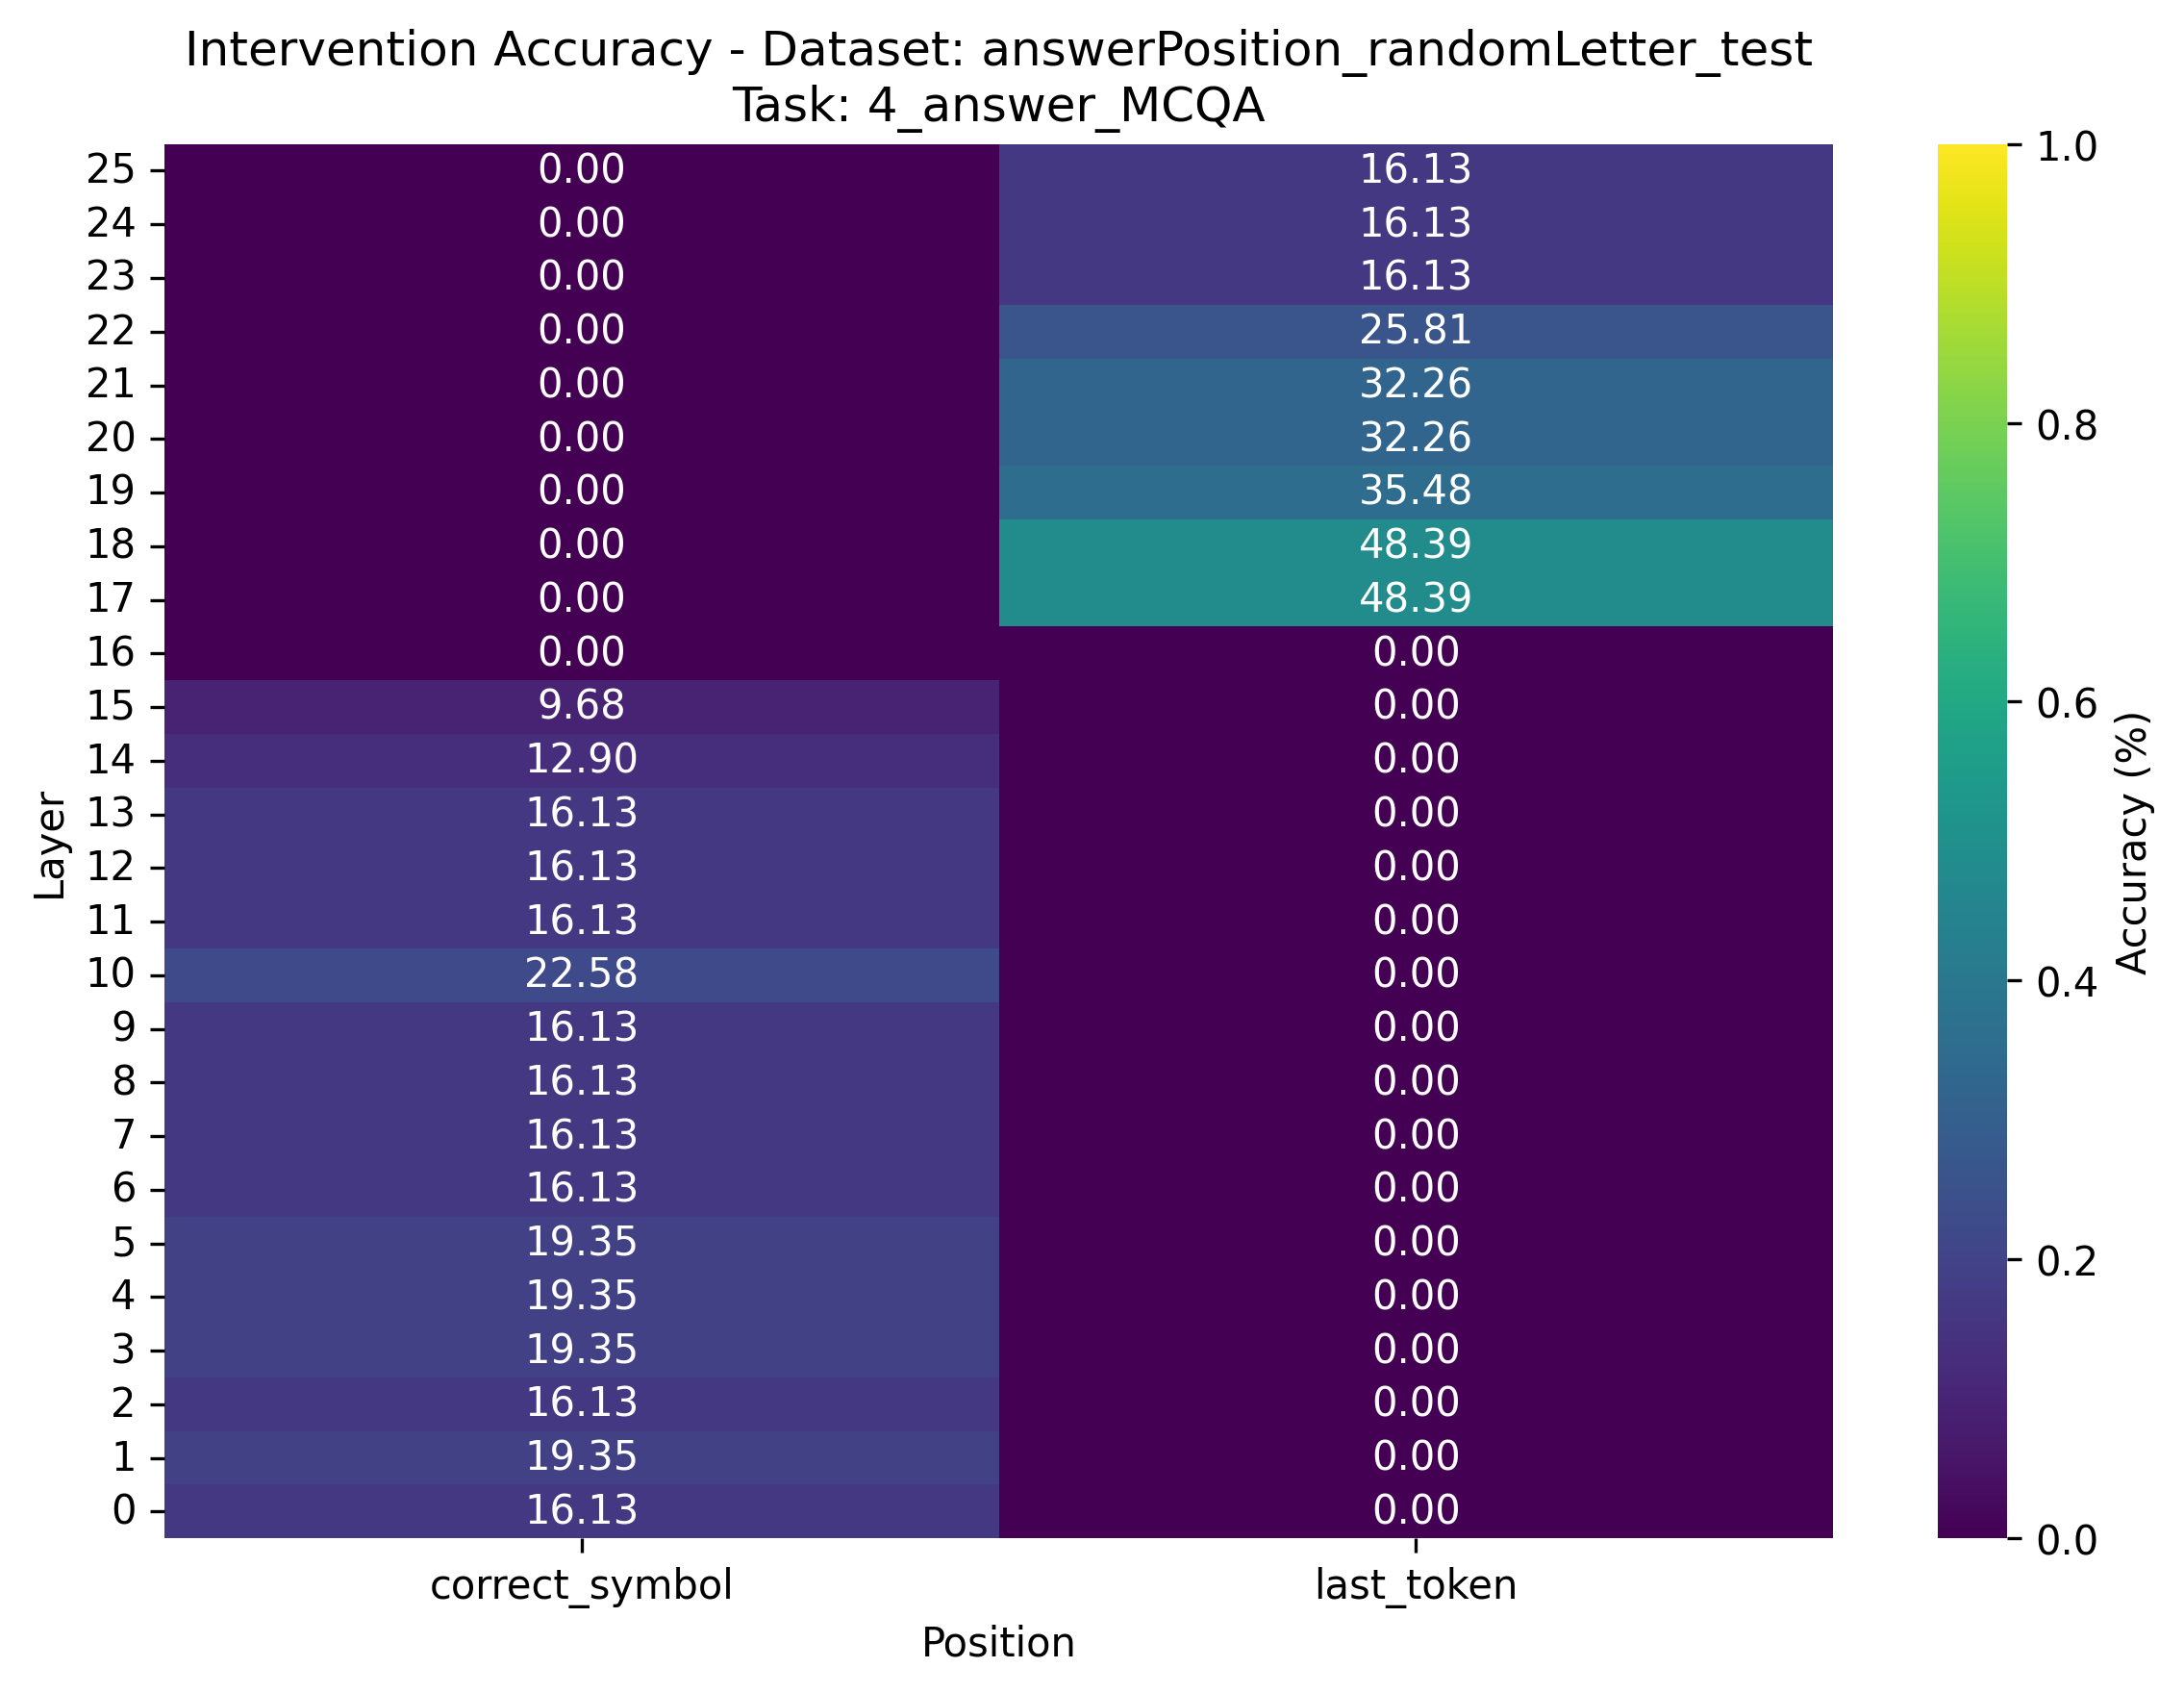 Intervention Accuracy - Dataset: answerPosition_randomLetter_test
Task: 4_answer_MCQA
25 0.00 16.13
24 0.00 16.13
23 0.00 16.13
22 0.00 25.81
21 0.00 32.26
20 0.00 32.26
19 0.00 35.48
18 0.00 48.39
17 0.00 48.39
16 0.00 0.00
15 9.68 0.00
14 12.90 0.00
13 16.13 0.00
12 16.13 0.00
11 16.13 0.00
10 22.58 0.00
9 16.13 0.00
8 16.13 0.00
7 16.13 0.00
6 16.13 0.00
5 19.35 0.00
4 19.35 0.00
3 19.35 0.00
2 16.13 0.00
1 19.35 0.00
0 16.13 0.00
correct_symbol last_token
Position
Layer
1.0
0.8
0.6
0.4
0.2
0.0
Accuracy (%)